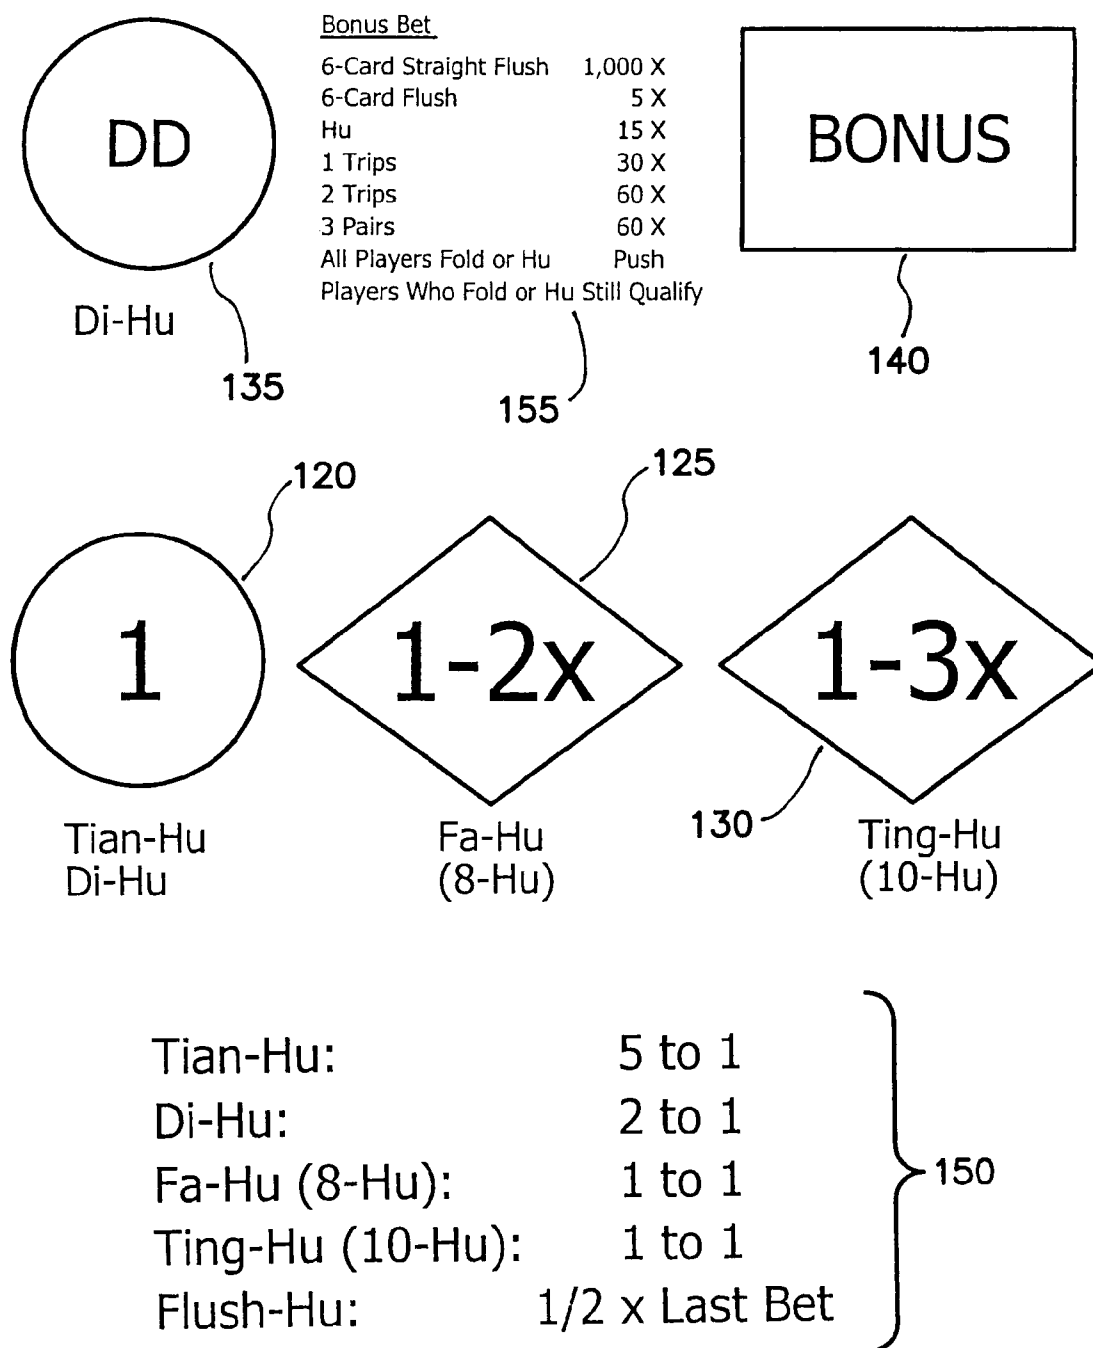 DD
Di-Hu
135
Bonus Bet
6-Card Straight Flush 1,000 X
6-Card Flush 5 X
Hu 15 X
1 Trips 30 X
2 Trips 60 X
3 Pairs 60 X
All Players Fold or Hu Push
Players Who Fold or Hu Still Qualify
155
BONUS
140
120
1
Tian-Hu
Di-Hu
125
1-2x
Fa-Hu
(8-Hu)
1-3x
130
Ting-Hu
(10-Hu)
Tian-Hu: 5 to 1
Di-Hu: 2 to 1
Fa-Hu (8-Hu): 1 to 1
Ting-Hu (10-Hu): 1 to 1
Flush-Hu: 1/2 x Last Bet
150